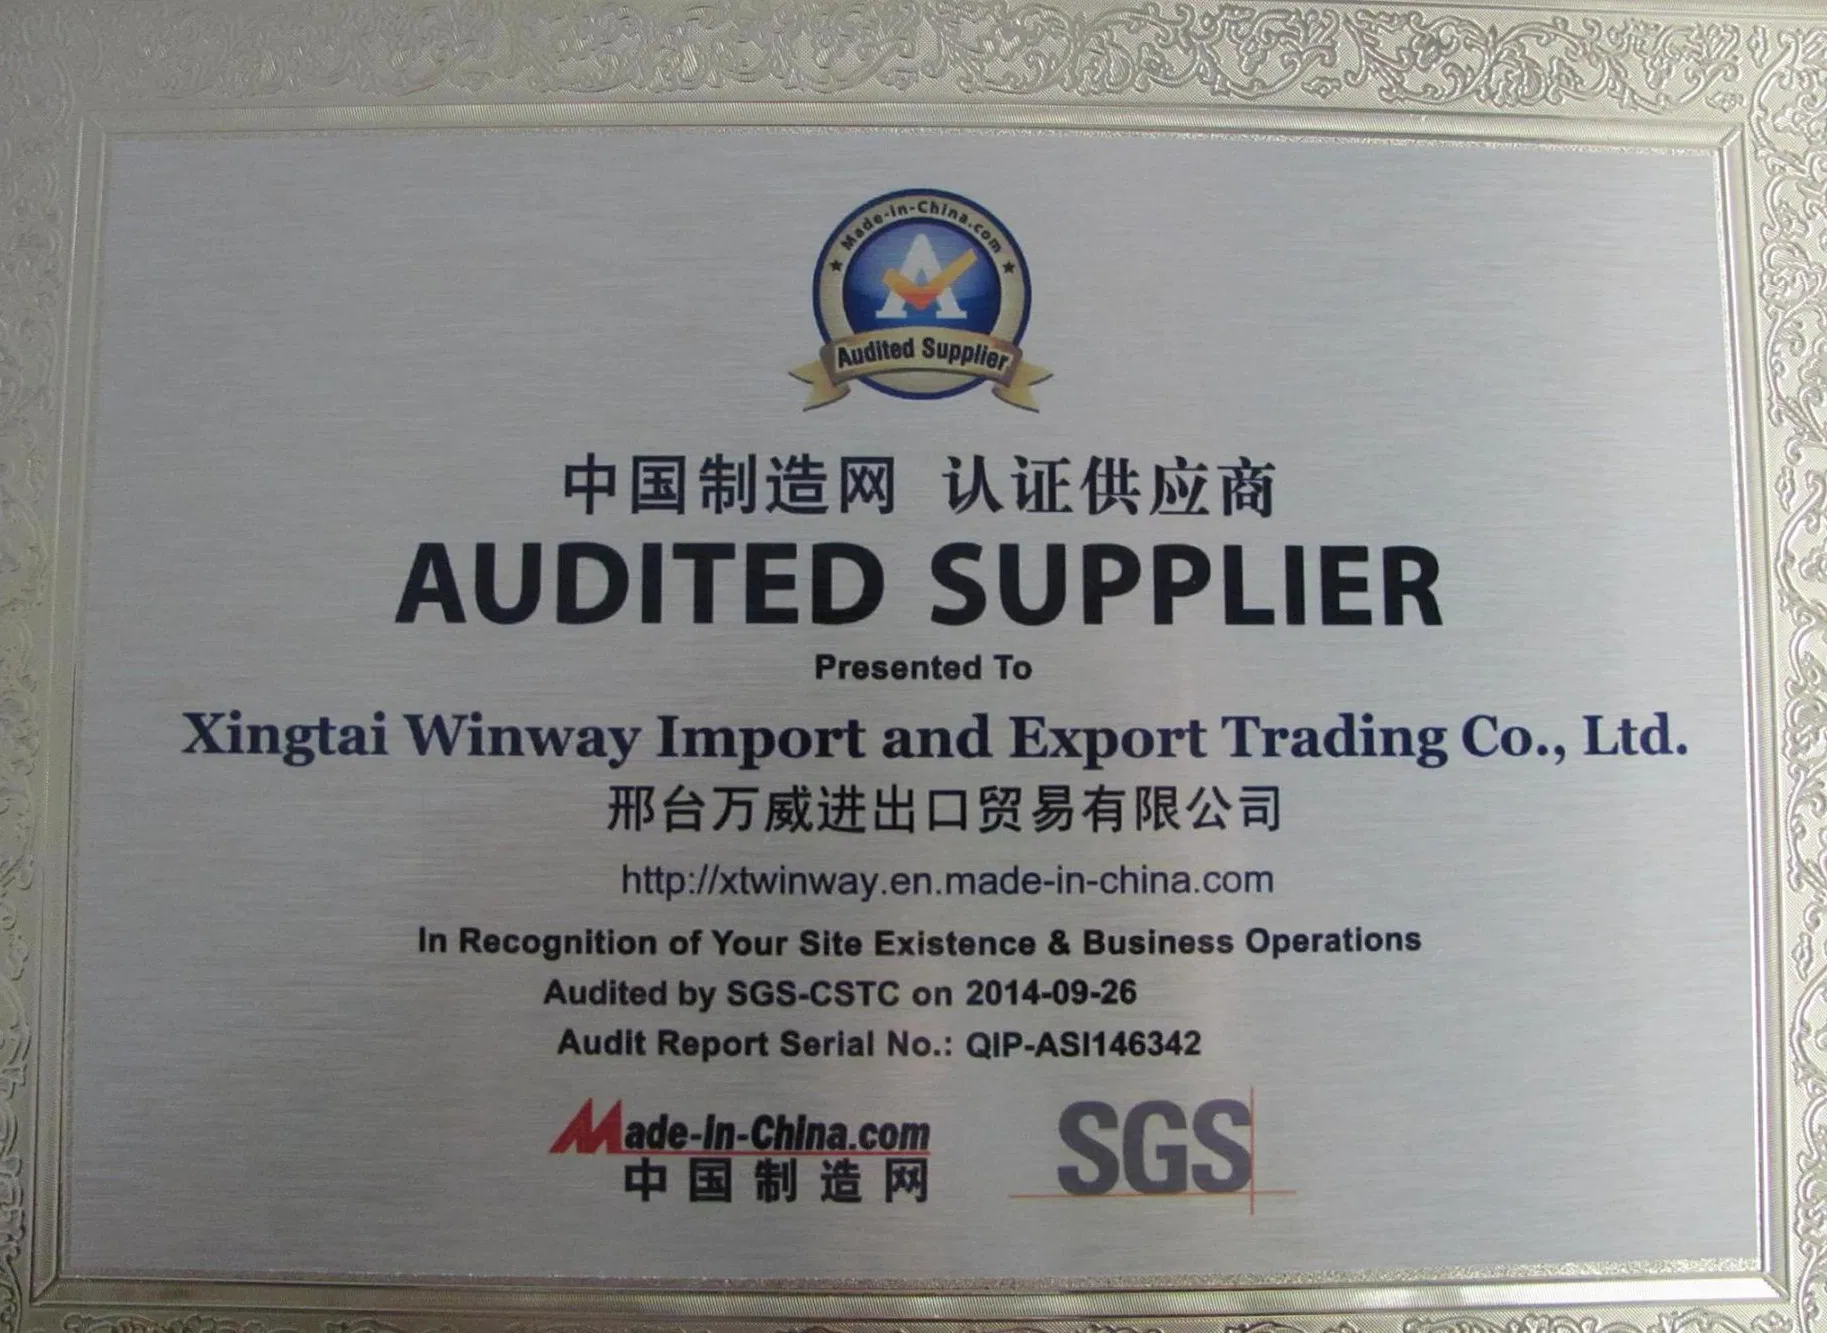 Made-in-China.com
Audited Supplier
中国制造网 认证供应商
AUDITED SUPPLIER
Presented To
Xingtai Winway Import and Export Trading Co., Ltd.
邢台万威进出口贸易有限公司
http://xtwinway.en.made-in-china.com
In Recognition of Your Site Existence & Business Operations
Audited by SGS-CSTC on 2014-09-26
Audit Report Serial No.: QIP-ASI146342
Made-in-China.com
中国制造网
SGS